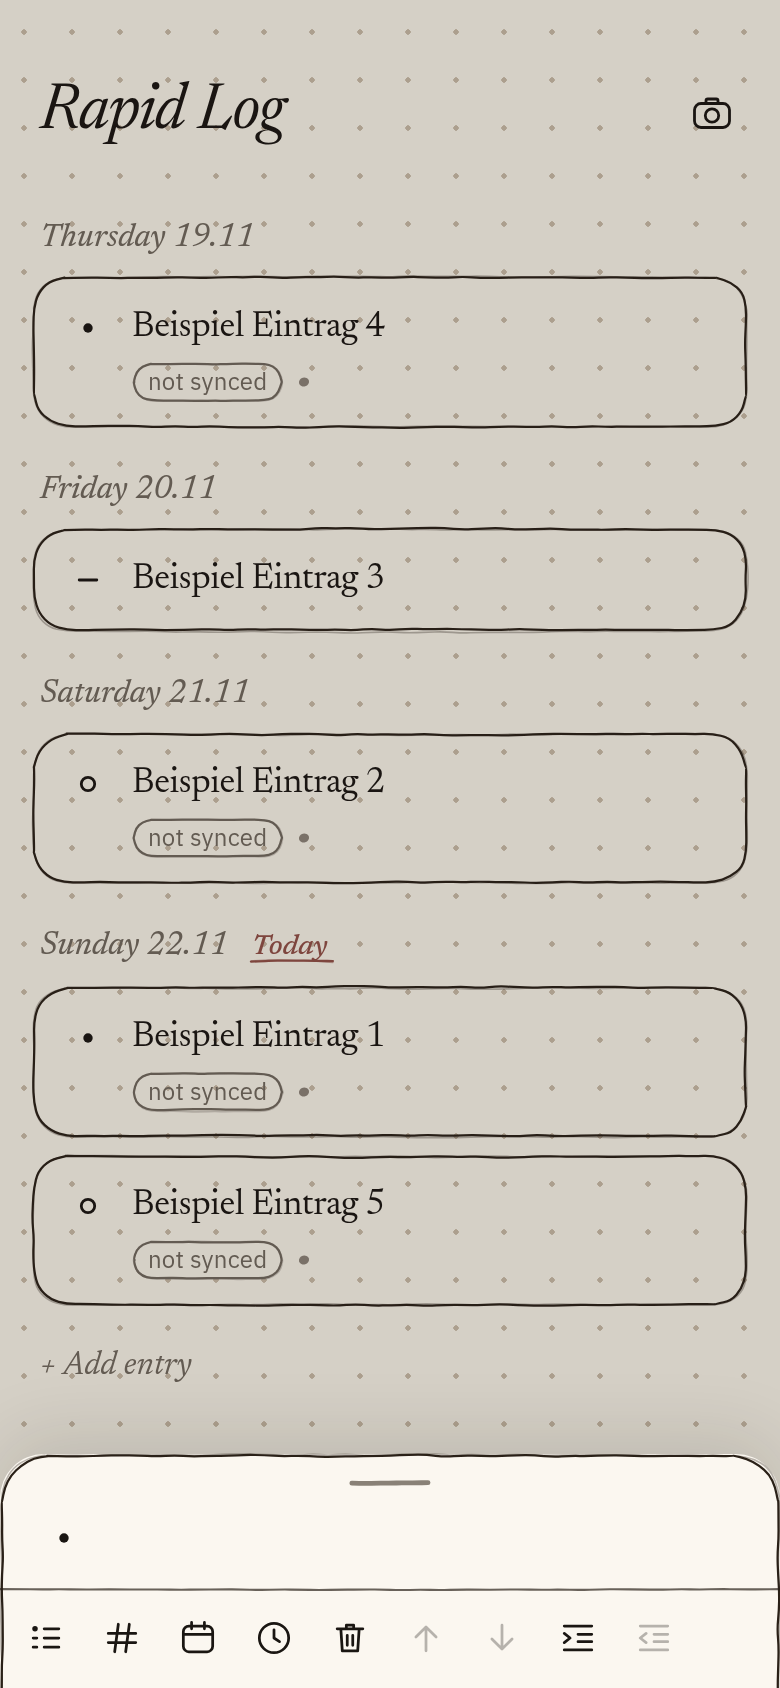 Rapid Log
Thursday 19.11
• Beispiel Eintrag 4
not synced •
Friday 20.11
– Beispiel Eintrag 3
Saturday 21.11
○ Beispiel Eintrag 2
not synced •
Sunday 22.11 Today
• Beispiel Eintrag 1
not synced •
○ Beispiel Eintrag 5
not synced •
+ Add entry
•